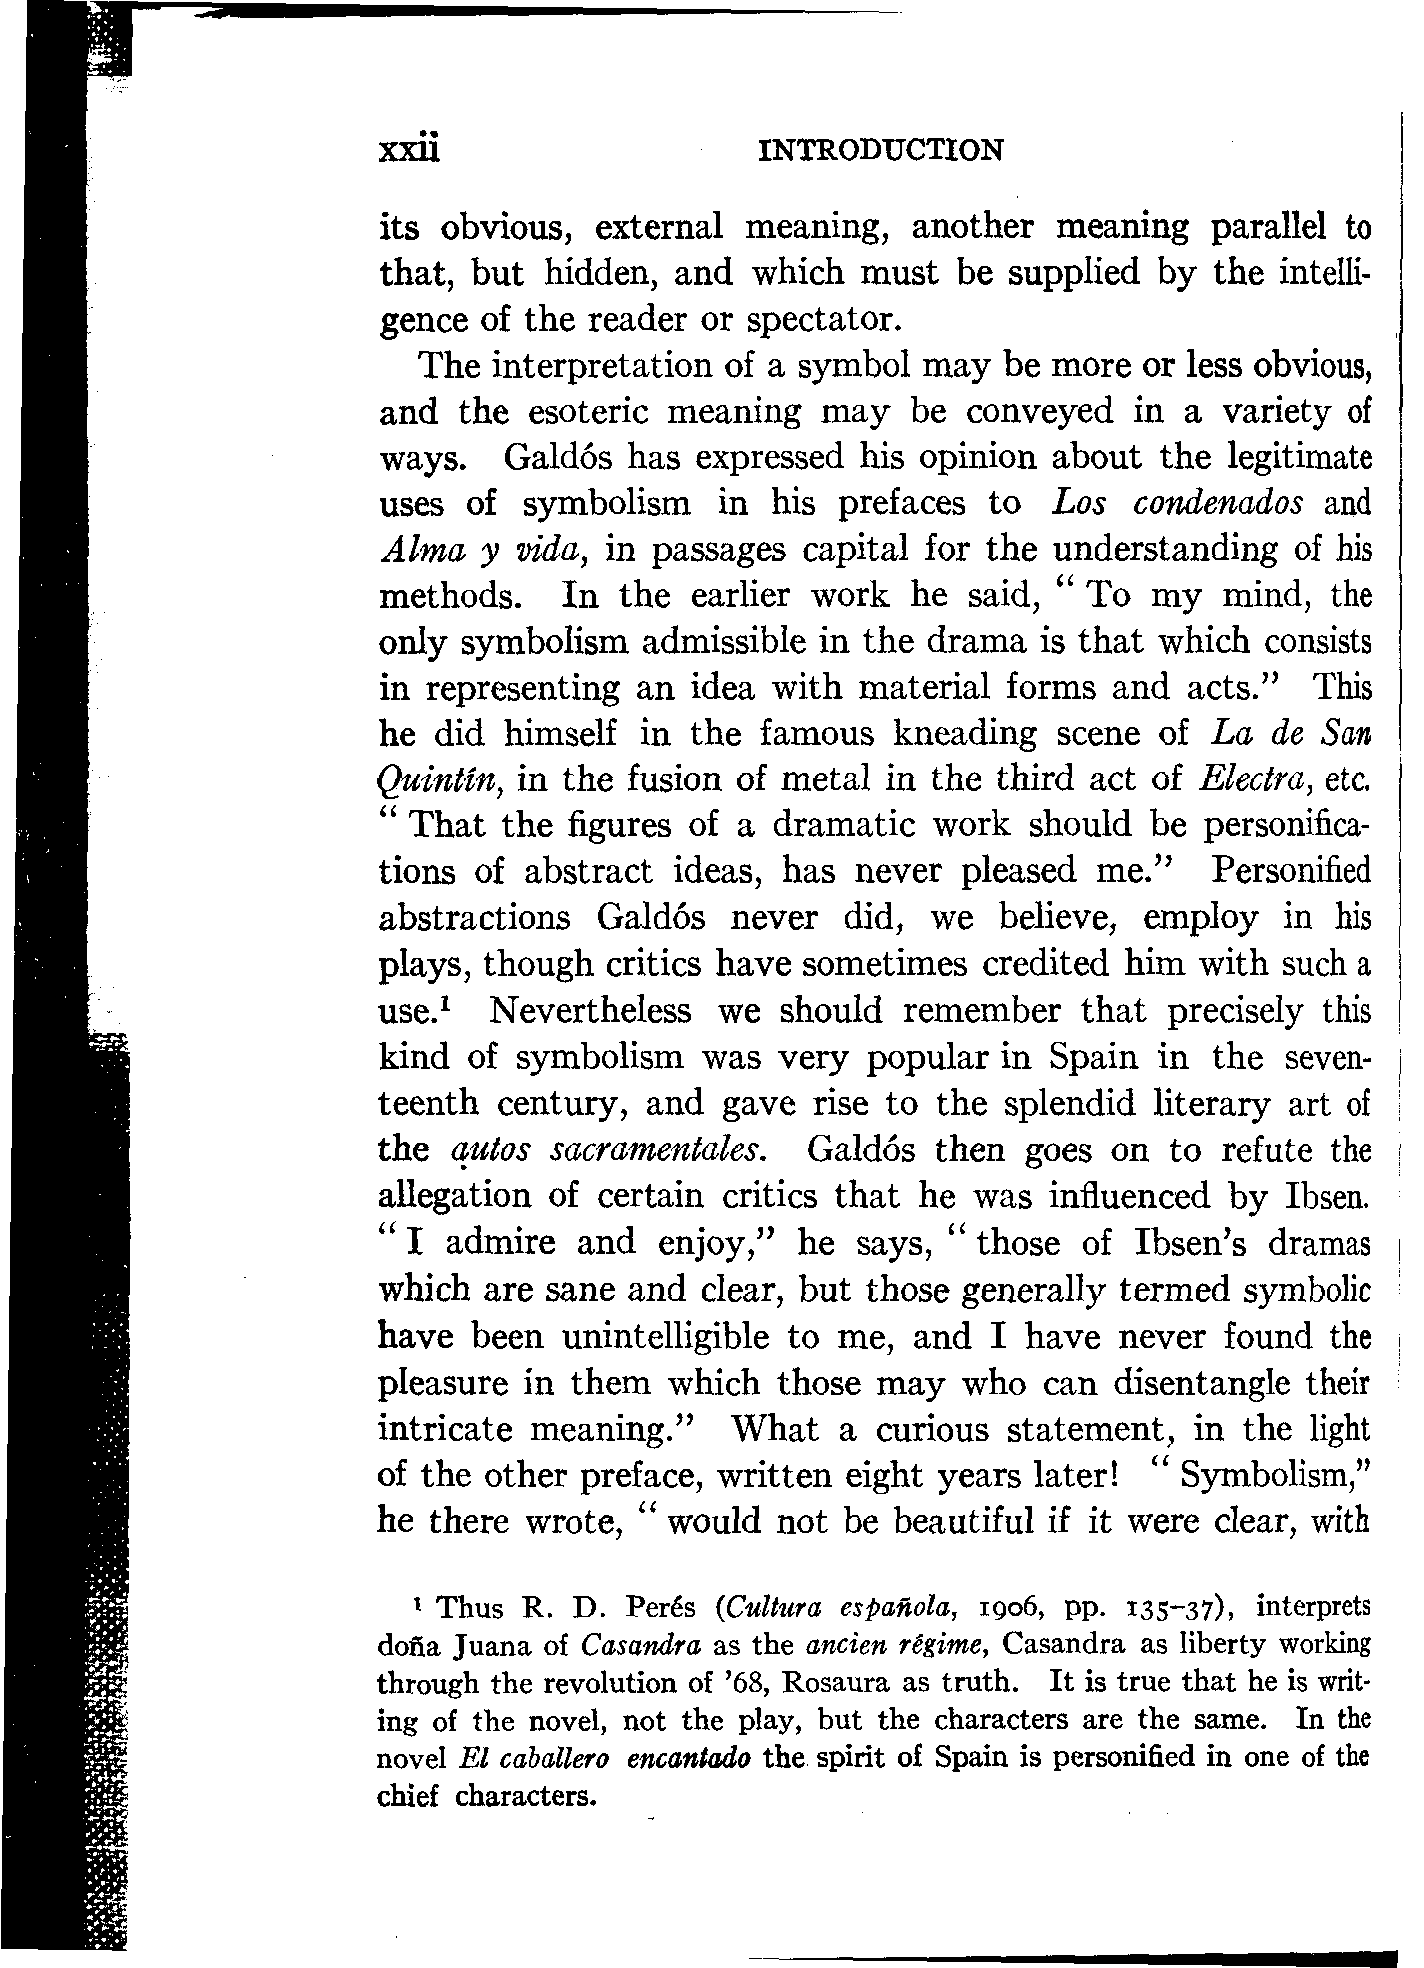 xxii INTRODUCTION
its obvious, external meaning, another meaning parallel to
that, but hidden, and which must be supplied by the intelli-
gence of the reader or spectator.
The interpretation of a symbol may be more or less obvious,
and the esoteric meaning may be conveyed in a variety of
ways. Galdós has expressed his opinion about the legitimate
uses of symbolism in his prefaces to Los condenados and
Alma y vida, in passages capital for the understanding of his
methods. In the earlier work he said, “ To my mind, the
only symbolism admissible in the drama is that which consists
in representing an idea with material forms and acts.” This
he did himself in the famous kneading scene of La de San
Quintín, in the fusion of metal in the third act of Electra, etc.
“ That the figures of a dramatic work should be personifica-
tions of abstract ideas, has never pleased me.” Personified
abstractions Galdós never did, we believe, employ in his
plays, though critics have sometimes credited him with such a
use.¹ Nevertheless we should remember that precisely this
kind of symbolism was very popular in Spain in the seven-
teenth century, and gave rise to the splendid literary art of
the autos sacramentales. Galdós then goes on to refute the
allegation of certain critics that he was influenced by Ibsen.
“ I admire and enjoy,” he says, “ those of Ibsen’s dramas
which are sane and clear, but those generally termed symbolic
have been unintelligible to me, and I have never found the
pleasure in them which those may who can disentangle their
intricate meaning.” What a curious statement, in the light
of the other preface, written eight years later! “ Symbolism,”
he there wrote, “ would not be beautiful if it were clear, with
¹ Thus R. D. Perés (Cultura española, 1906, pp. 135–37), interprets
doña Juana of Casandra as the ancien régime, Casandra as liberty working
through the revolution of ’68, Rosaura as truth. It is true that he is writ-
ing of the novel, not the play, but the characters are the same. In the
novel El caballero encantado the spirit of Spain is personified in one of the
chief characters.